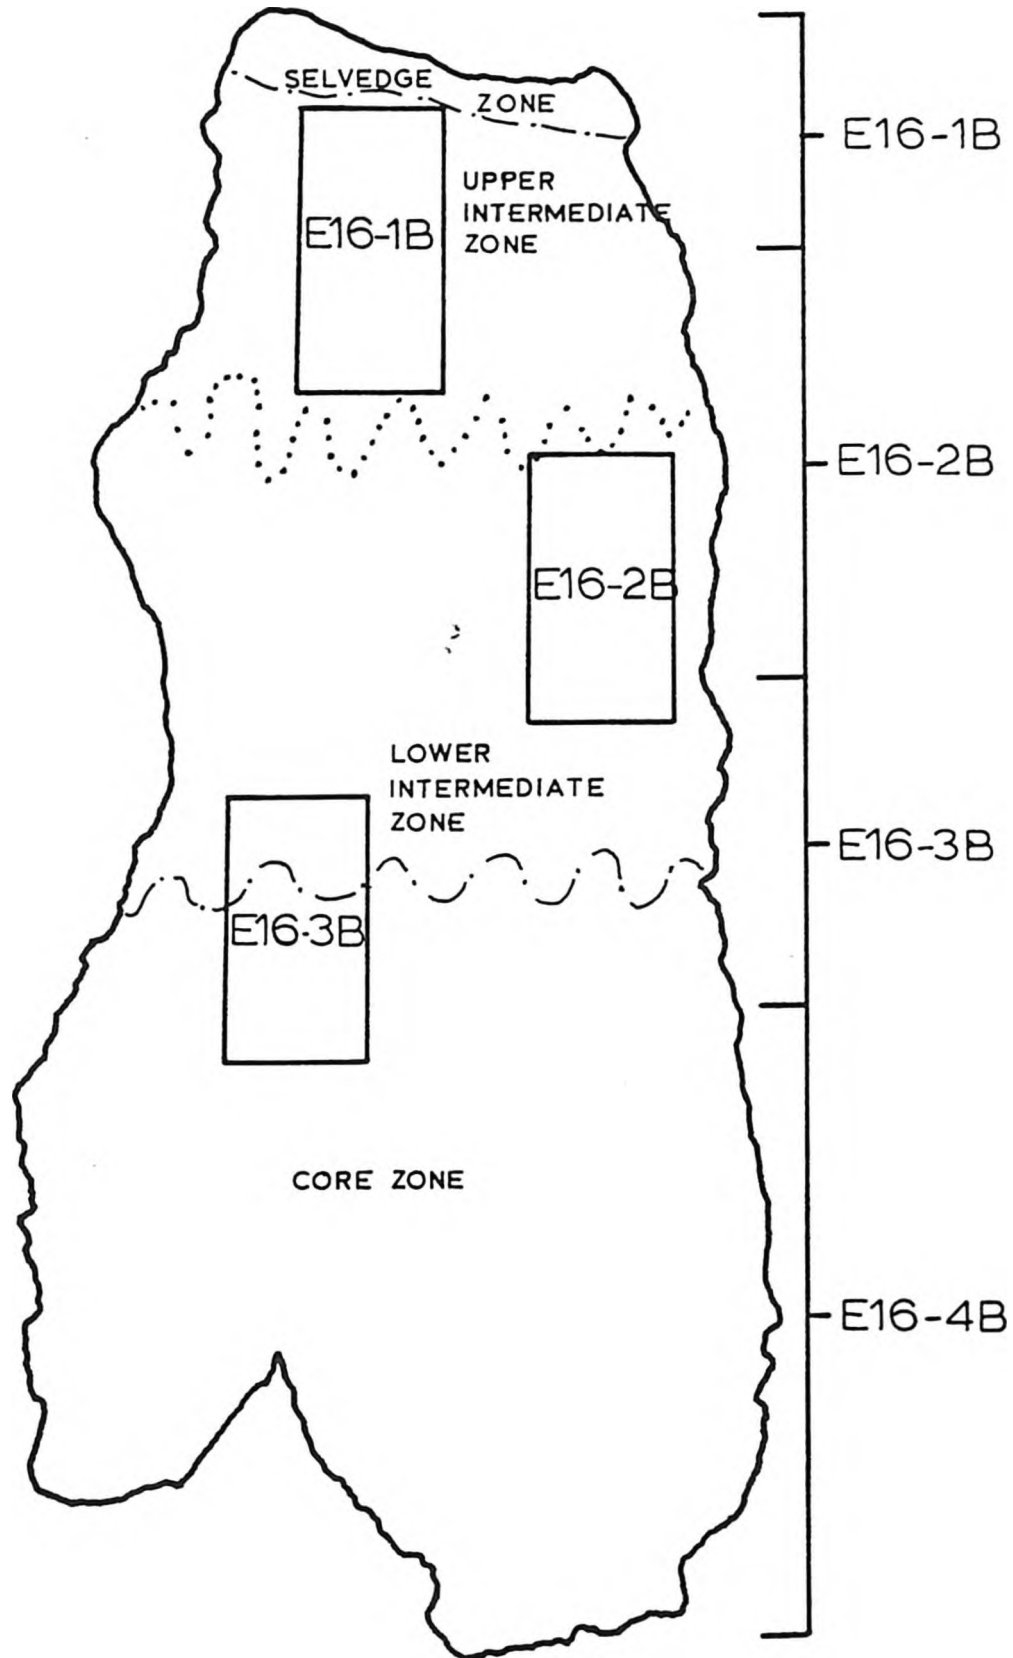 SELVEDGE
ZONE
E16-1B
UPPER
INTERMEDIATE
ZONE
E16-1B
E16-2B
E16-2B
LOWER
INTERMEDIATE
ZONE
E16-3B
E16-3B
CORE ZONE
E16-4B